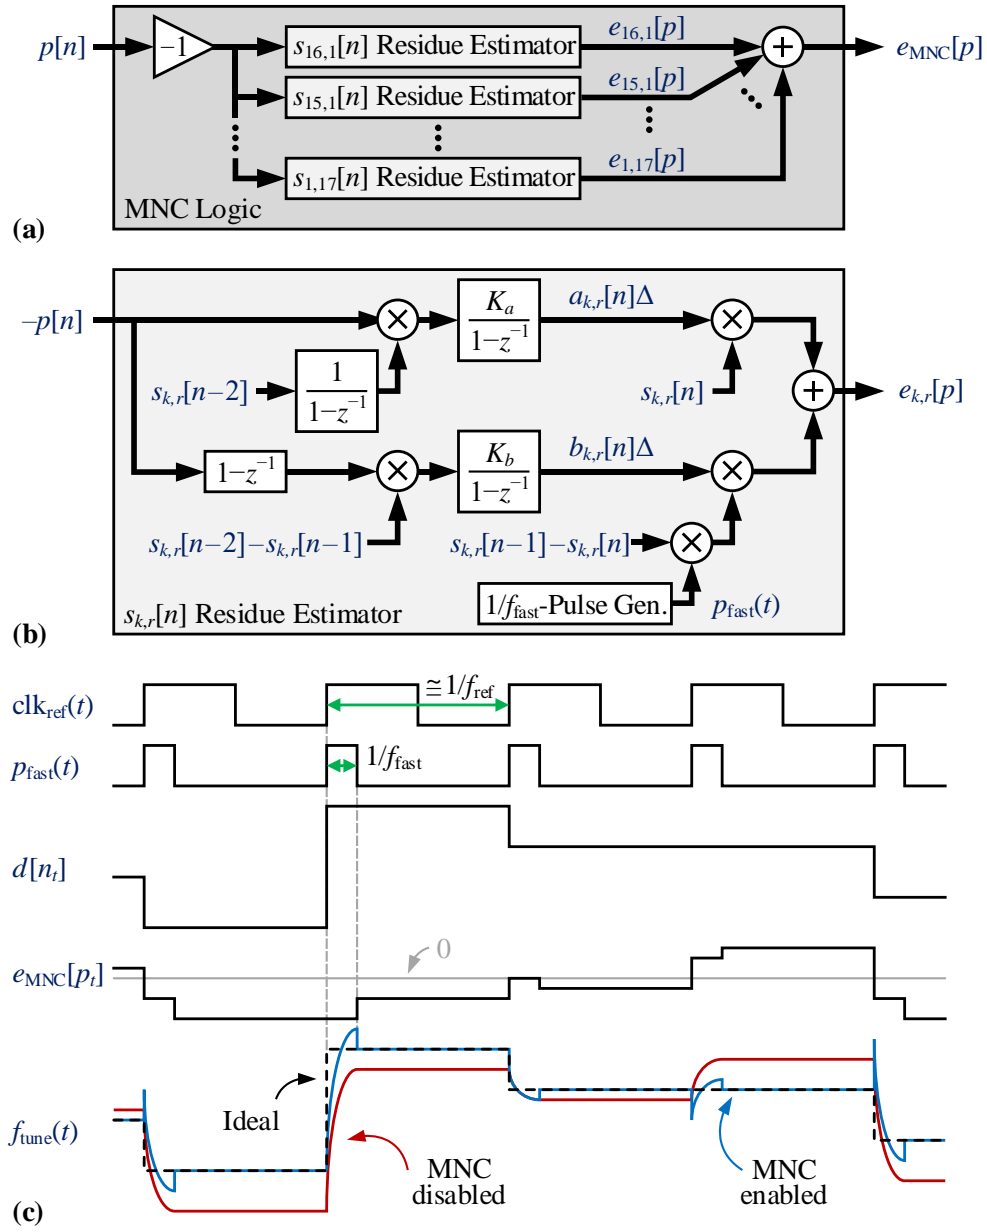 p[n]
−1
s16,1[n] Residue Estimator
e16,1[p]
+
eMNC[p]
s15,1[n] Residue Estimator
e15,1[p]
s1,17[n] Residue Estimator
e1,17[p]
MNC Logic
(a)
−p[n]
×
Ka
1−z−1
ak,r[n]Δ
×
sk,r[n−2]
1
1−z−1
sk,r[n]
+
ek,r[p]
1−z−1
×
Kb
1−z−1
bk,r[n]Δ
×
sk,r[n−2]−sk,r[n−1]
sk,r[n−1]−sk,r[n]
×
1/ffast-Pulse Gen.
pfast(t)
sk,r[n] Residue Estimator
(b)
clkref(t)
≅1/fref
pfast(t)
1/ffast
d[nt]
eMNC[pt]
0
ftune(t)
Ideal
MNC
disabled
MNC
enabled
(c)